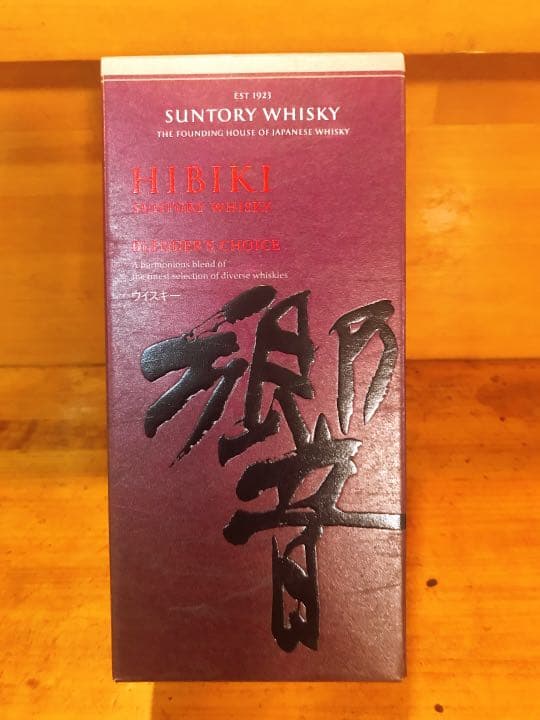 EST 1923
SUNTORY WHISKY
THE FOUNDING HOUSE OF JAPANESE WHISKY
HIBIKI
SUNTORY WHISKY
BLENDER'S CHOICE
A harmonious blend of
the finest selection of diverse whiskies
ウイスキー
響